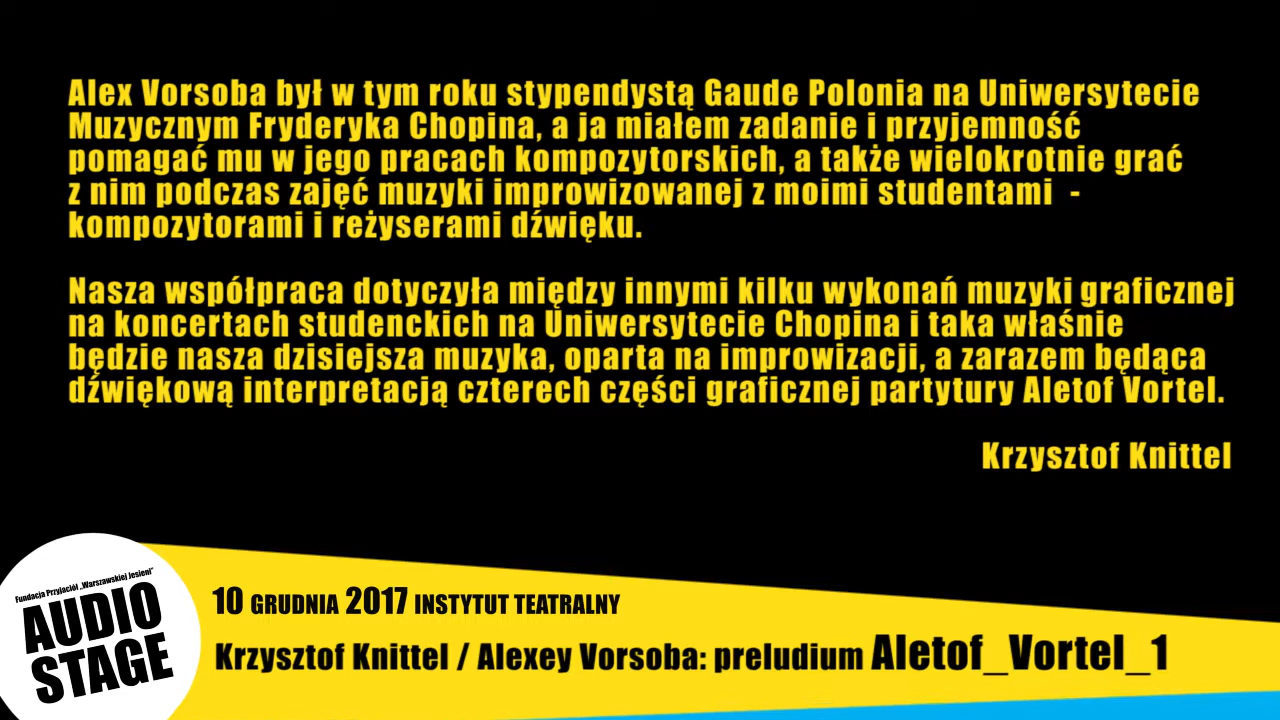 Alex Vorsoba był w tym roku stypendystą Gaude Polonia na Uniwersytecie
Muzycznym Fryderyka Chopina, a ja miałem zadanie i przyjemność
pomagać mu w jego pracach kompozytorskich, a także wielokrotnie grać
z nim podczas zajęć muzyki improwizowanej z moimi studentami -
kompozytorami i reżyserami dźwięku.
Nasza współpraca dotyczyła między innymi kilku wykonań muzyki graficznej
na koncertach studenckich na Uniwersytecie Chopina i taka właśnie
będzie nasza dzisiejsza muzyka, oparta na improwizacji, a zarazem będąca
dźwiękową interpretacją czterech części graficznej partytury Aletof Vortel.
Krzysztof Knittel
Fundacja Przyjaciół „Warszawskiej Jesieni”
AUDIO
STAGE
10 GRUDNIA 2017 INSTYTUT TEATRALNY
Krzysztof Knittel / Alexey Vorsoba: preludium Aletof_Vortel_1